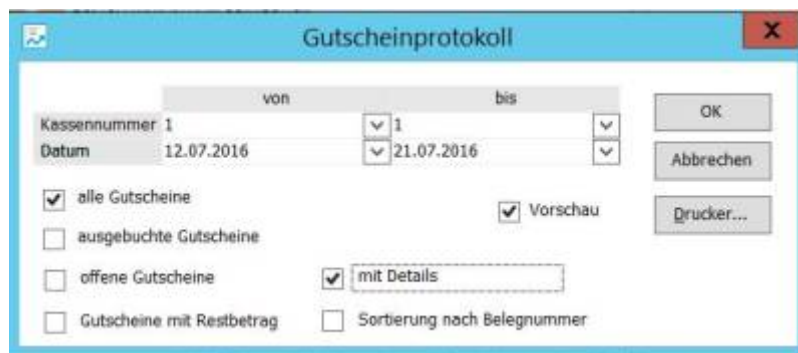 Gutscheinprotokoll
von bis
Kassennummer 1 1 OK
Datum 12.07.2016 21.07.2016
Abbrechen
alle Gutscheine
Vorschau Drucker...
ausgebuchte Gutscheine
offene Gutscheine mit Details
Gutscheine mit Restbetrag Sortierung nach Belegnummer